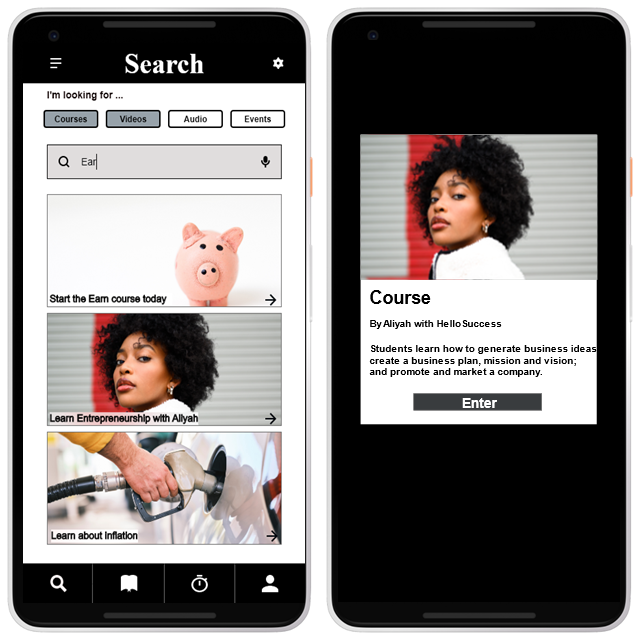 Search
I'm looking for ...
Courses
Videos
Audio
Events
Ear
Start the Earn course today
Learn Entrepreneurship with Aliyah
Learn about Inflation
Course
By Aliyah with HelloSuccess
Students learn how to generate business ideas
create a business plan, mission and vision;
and promote and market a company.
Enter